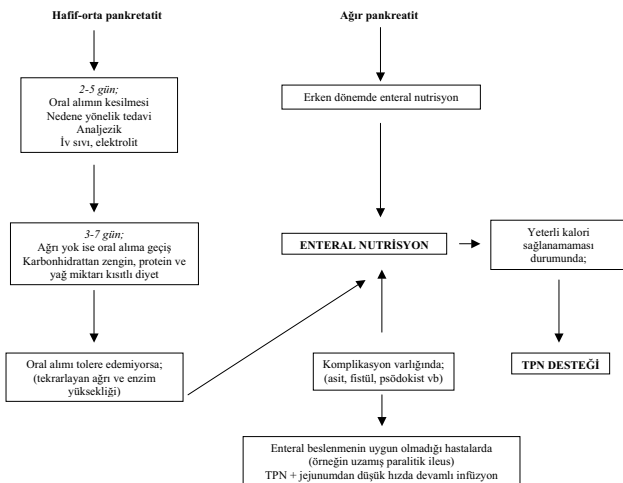 Hafif-orta pankretatit
Ağır pankreatit
2-5 gün;
Oral alımın kesilmesi
Nedene yönelik tedavi
Analjezik
İv sıvı, elektrolit
Erken dönemde enteral nutrisyon
3-7 gün;
Ağrı yok ise oral alıma geçiş
Karbonhidrattan zengin, protein ve
yağ miktarı kısıtlı diyet
ENTERAL NUTRİSYON
Yeterli kalori
sağlanamaması
durumunda;
Oral alımı tolere edemiyorsa;
(tekrarlayan ağrı ve enzim
yüksekliği)
Komplikasyon varlığında;
(asit, fistül, psödokist vb)
TPN DESTEĞİ
Enteral beslenmenin uygun olmadığı hastalarda
(örneğin uzamış paralitik ileus)
TPN + jejunumdan düşük hızda devamlı infüzyon